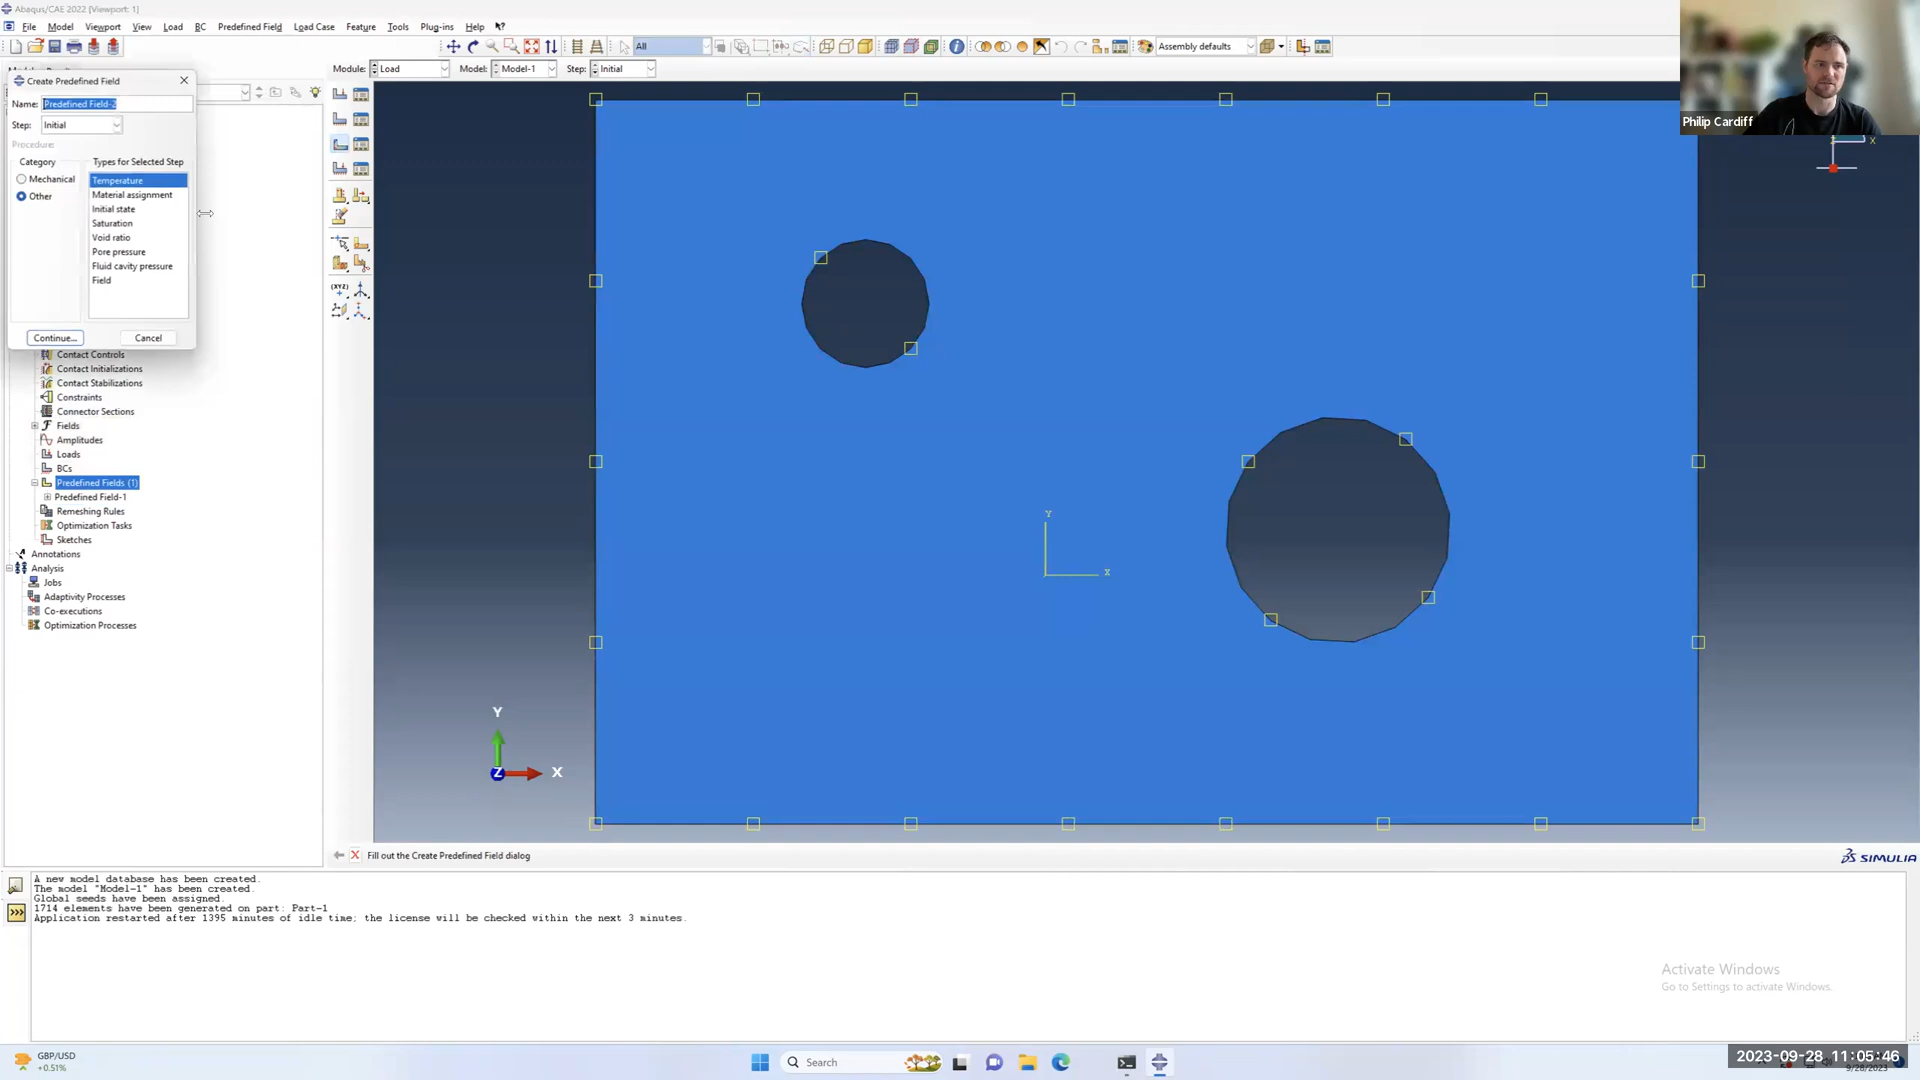 Abaqus/CAE 2022 [Viewport: 1]
File Model Viewport View Load BC Predefined Field Load Case Feature Tools Plug-ins Help
All
Assembly defaults
Module: Load Model: Model-1 Step: Initial
Create Predefined Field
Name: Predefined Field-2
Step: Initial
Procedure:
Category Types for Selected Step
Mechanical
Other
Temperature
Material assignment
Initial state
Saturation
Void ratio
Pore pressure
Fluid cavity pressure
Field
Continue... Cancel
Contact Controls
Contact Initializations
Contact Stabilizations
Constraints
Connector Sections
Fields
Amplitudes
Loads
BCs
Predefined Fields (1)
Predefined Field-1
Remeshing Rules
Optimization Tasks
Sketches
Annotations
Analysis
Jobs
Adaptivity Processes
Co-executions
Optimization Processes
(XYZ)
Philip Cardiff
X
Y
X
Y
Z X
Fill out the Create Predefined Field dialog
SIMULIA
A new model database has been created.
The model "Model-1" has been created.
Global seeds have been assigned.
1714 elements have been generated on part: Part-1
Application restarted after 1395 minutes of idle time; the license will be checked within the next 3 minutes.
>>>
Activate Windows
Go to Settings to activate Windows.
GBP/USD
+0.51%
Search
2023-09-28 11:05:46
9/28/2023